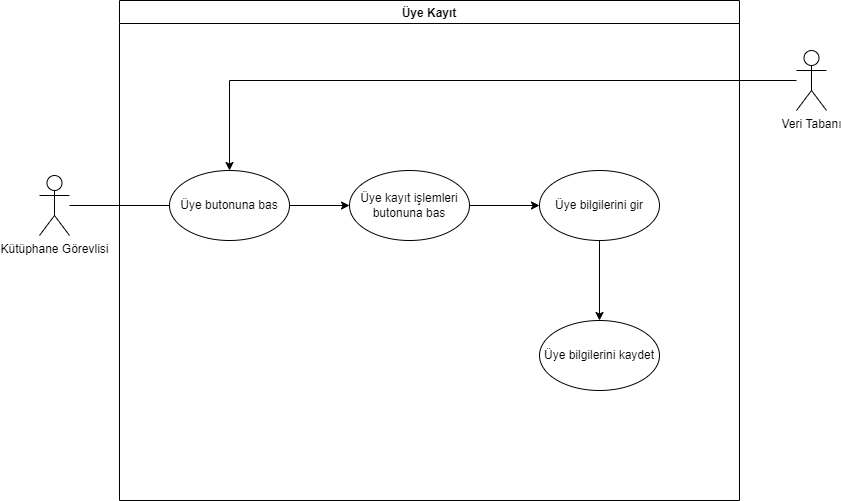 Üye Kayıt
Veri Tabanı
Kütüphane Görevlisi
Üye butonuna bas
Üye kayıt işlemleri
butonuna bas
Üye bilgilerini gir
Üye bilgilerini kaydet